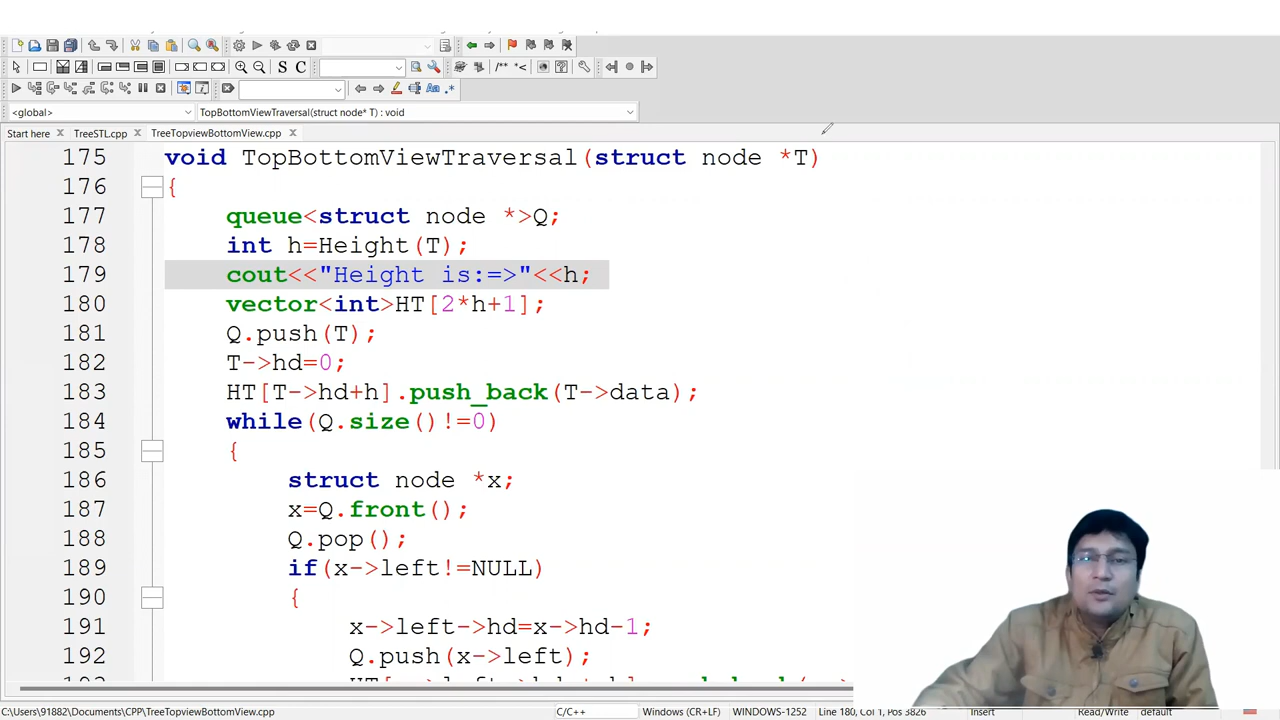 <global>
TopBottomViewTraversal(struct node* T) : void
Start here
TreeSTL.cpp
TreeTopviewBottomView.cpp
175 void TopBottomViewTraversal(struct node *T)
176 {
177 queue<struct node *>Q;
178 int h=Height(T);
179 cout<<"Height is:=>"<<h;
180 vector<int>HT[2*h+1];
181 Q.push(T);
182 T->hd=0;
183 HT[T->hd+h].push_back(T->data);
184 while(Q.size()!=0)
185 {
186 struct node *x;
187 x=Q.front();
188 Q.pop();
189 if(x->left!=NULL)
190 {
191 x->left->hd=x->hd-1;
192 Q.push(x->left);
C:\Users\91882\Documents\CPP\TreeTopviewBottomView.cpp
C/C++
Windows (CR+LF)
WINDOWS-1252
Line 180, Col 1, Pos 3826
Insert
Read/Write
default